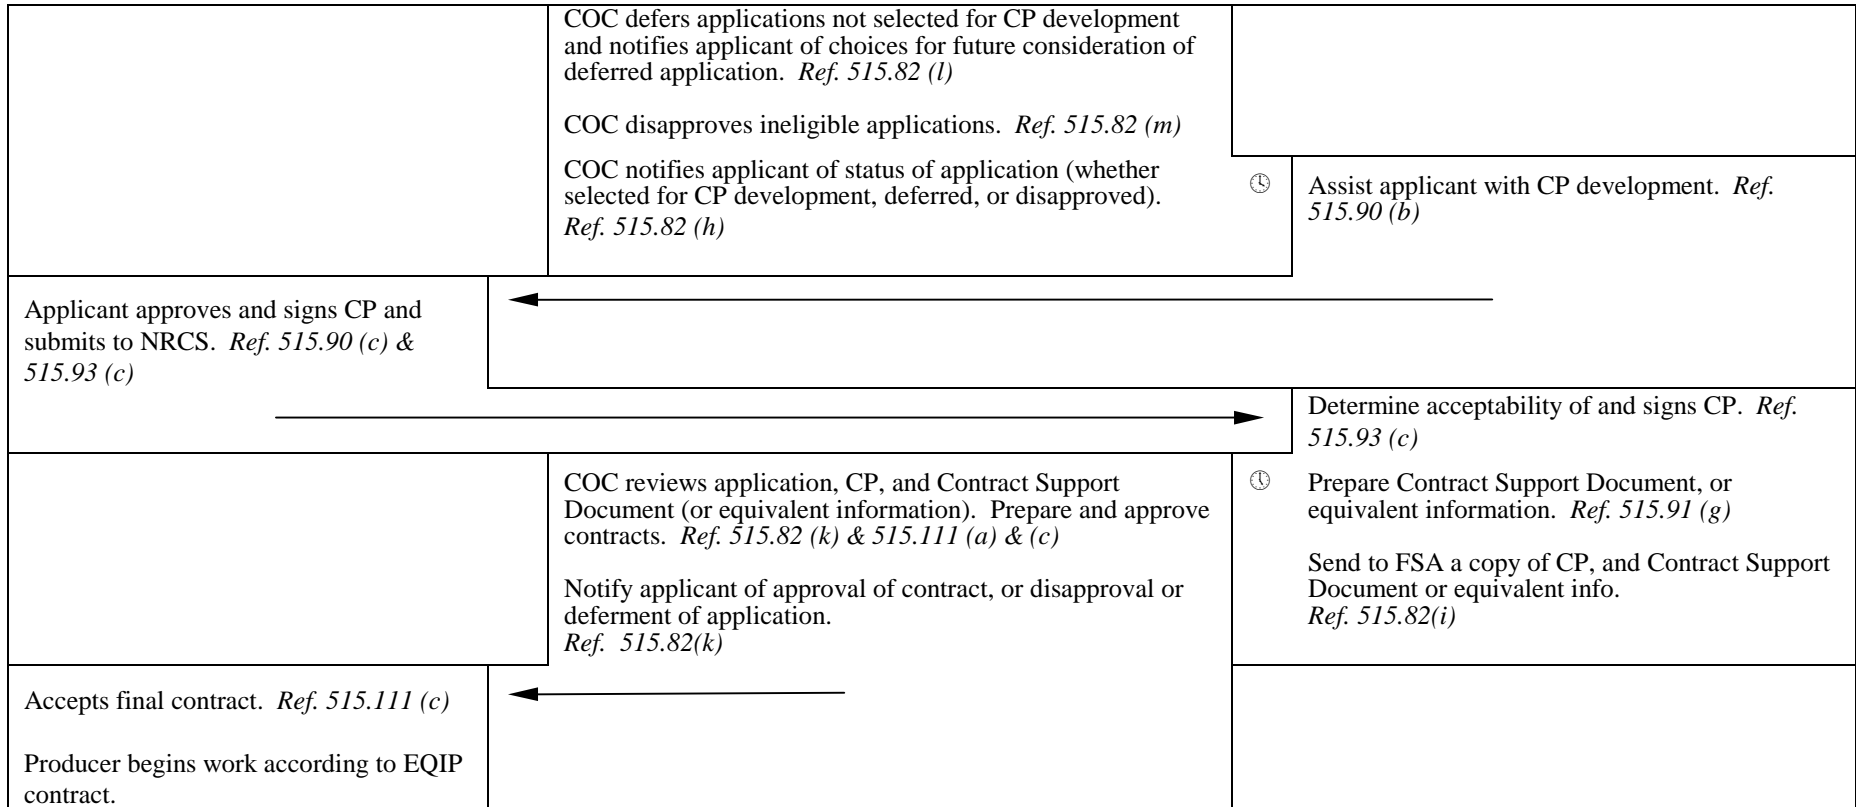 COC defers applications not selected for CP development
and notifies applicant of choices for future consideration of
deferred application.  Ref. 515.82 (l)
COC disapproves ineligible applications.  Ref. 515.82 (m)
COC notifies applicant of status of application (whether
selected for CP development, deferred, or disapproved).
Ref. 515.82 (h)
Assist applicant with CP development.  Ref.
515.90 (b)
Applicant approves and signs CP and
submits to NRCS.  Ref. 515.90 (c) &
515.93 (c)
Determine acceptability of and signs CP.  Ref.
515.93 (c)
COC reviews application, CP, and Contract Support
Document (or equivalent information).  Prepare and approve
contracts.  Ref. 515.82 (k) & 515.111 (a) & (c)
Notify applicant of approval of contract, or disapproval or
deferment of application.
Ref.  515.82(k)
Prepare Contract Support Document, or
equivalent information.  Ref. 515.91 (g)
Send to FSA a copy of CP, and Contract Support
Document or equivalent info.
Ref. 515.82(i)
Accepts final contract.  Ref. 515.111 (c)
Producer begins work according to EQIP
contract.